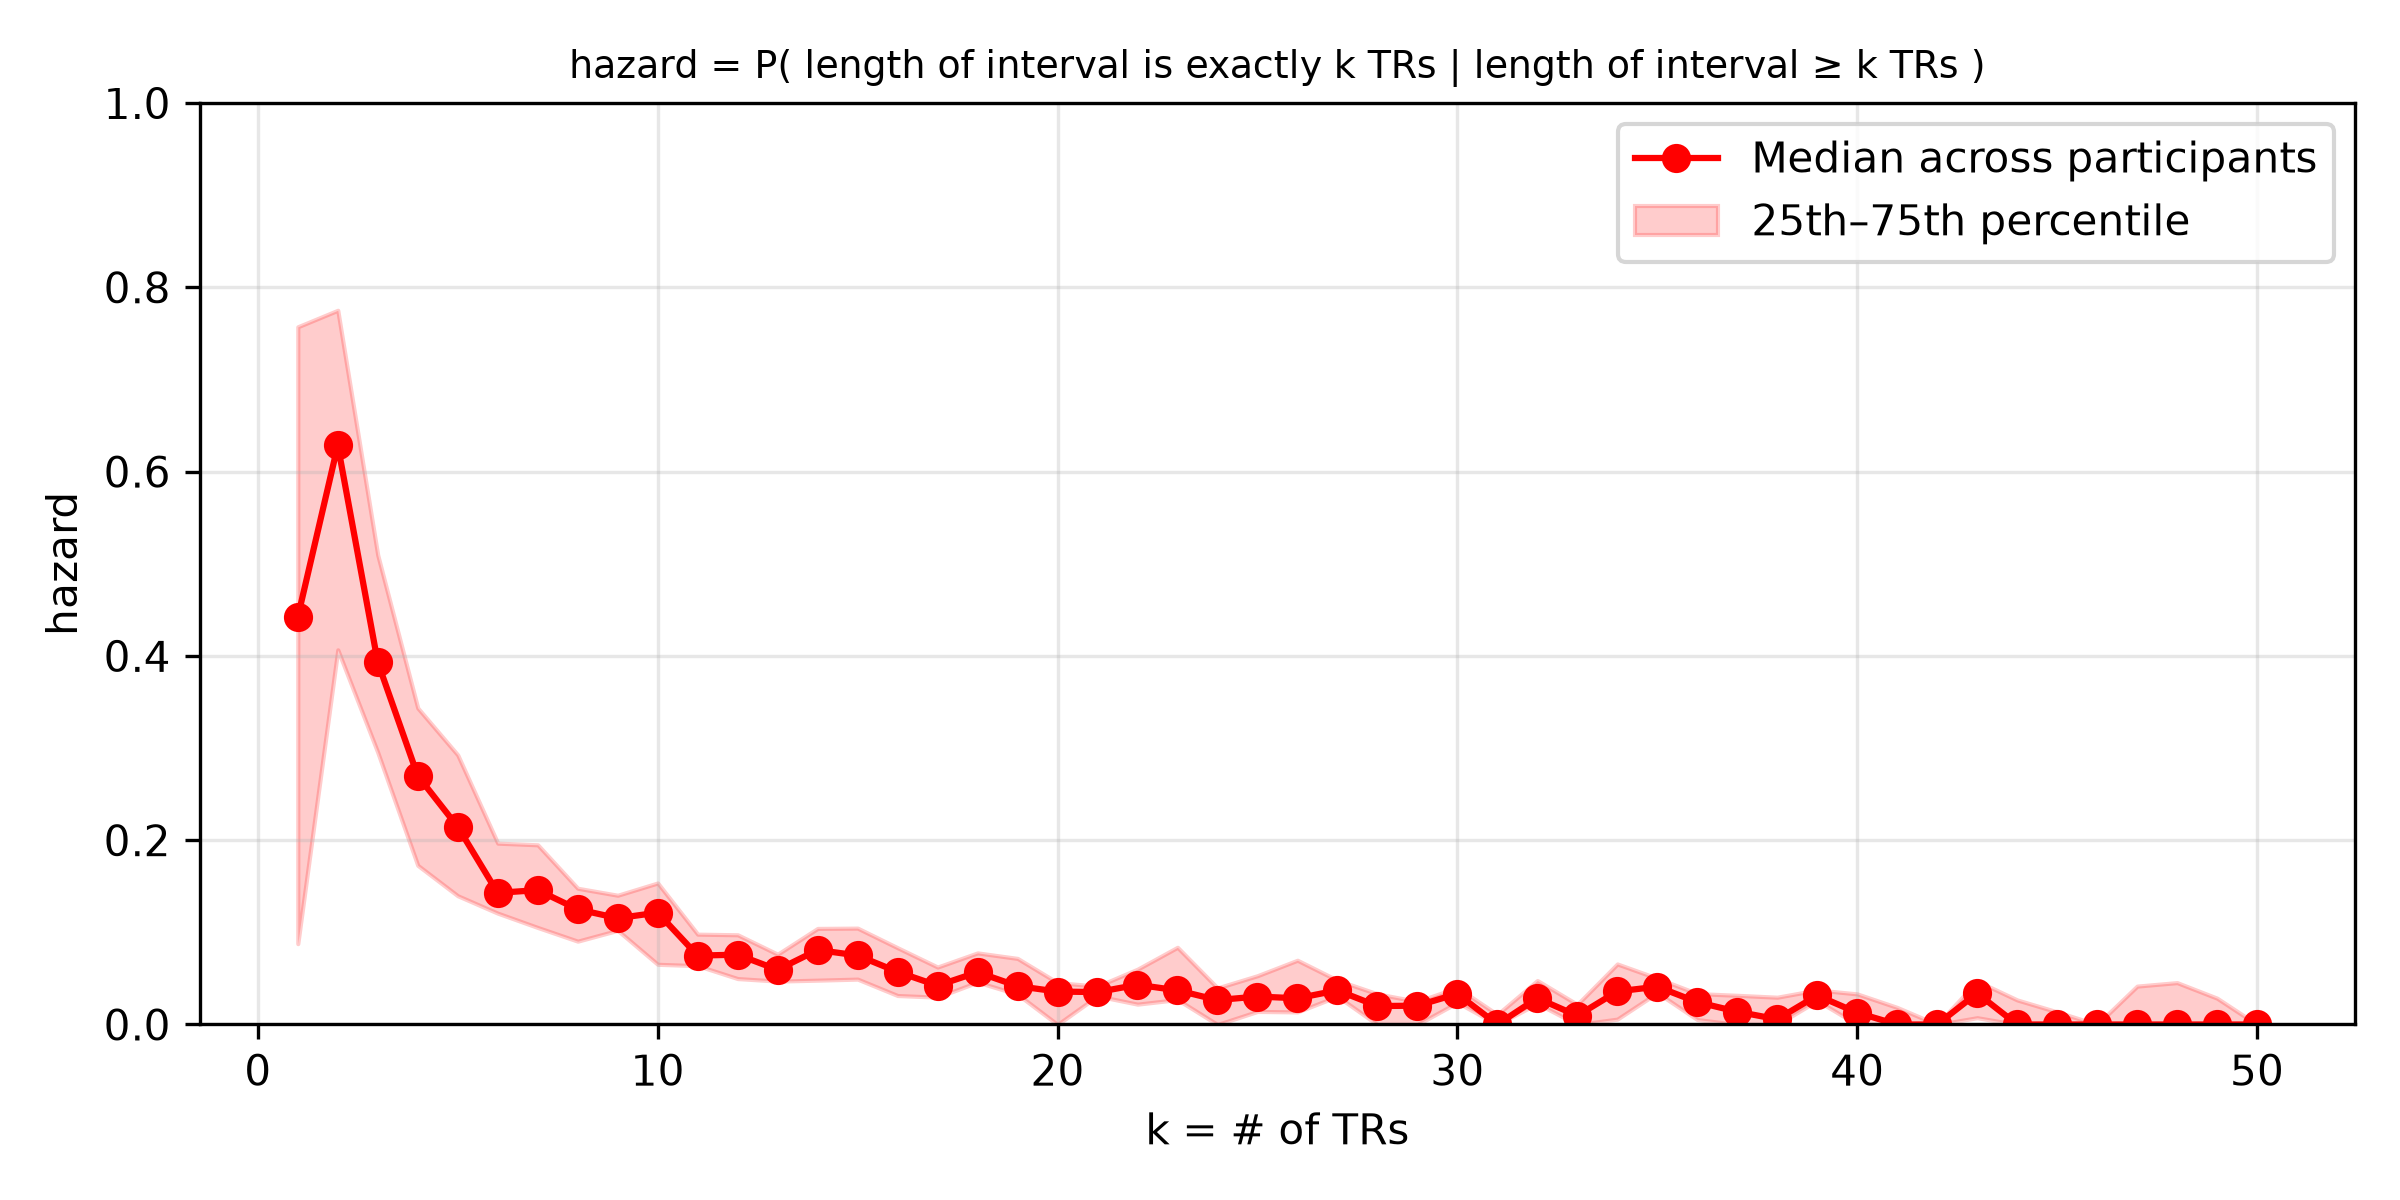 hazard = P( length of interval is exactly k TRs | length of interval ≥ k TRs )
1.0
0.8
0.6
0.4
0.2
0.0
hazard
Median across participants
25th–75th percentile
0 10 20 30 40 50
k = # of TRs